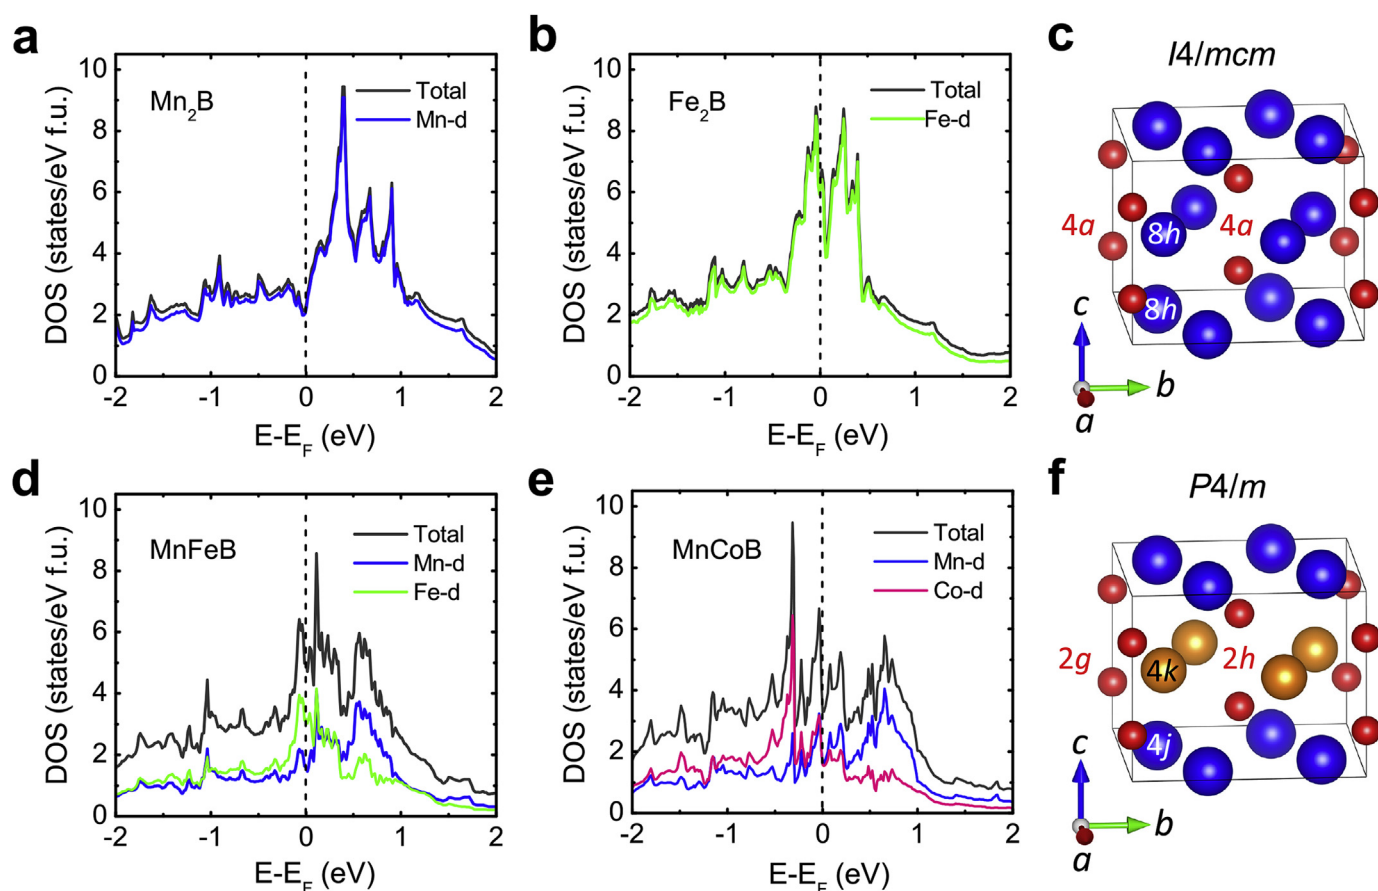 a
10
8
6
4
2
0
DOS (states/eV f.u.)
Mn₂B
Total
Mn-d
-2 -1 0 1 2
E-E_F (eV)
b
10
8
6
4
2
0
DOS (states/eV f.u.)
Fe₂B
Total
Fe-d
-2 -1 0 1 2
E-E_F (eV)
c
I4/mcm
4a 8h 4a
8h
c
b
a
d
10
8
6
4
2
0
DOS (states/eV f.u.)
MnFeB
Total
Mn-d
Fe-d
-2 -1 0 1 2
E-E_F (eV)
e
10
8
6
4
2
0
DOS (states/eV f.u.)
MnCoB
Total
Mn-d
Co-d
-2 -1 0 1 2
E-E_F (eV)
f
P4/m
2g 4k 2h
4j
c
b
a